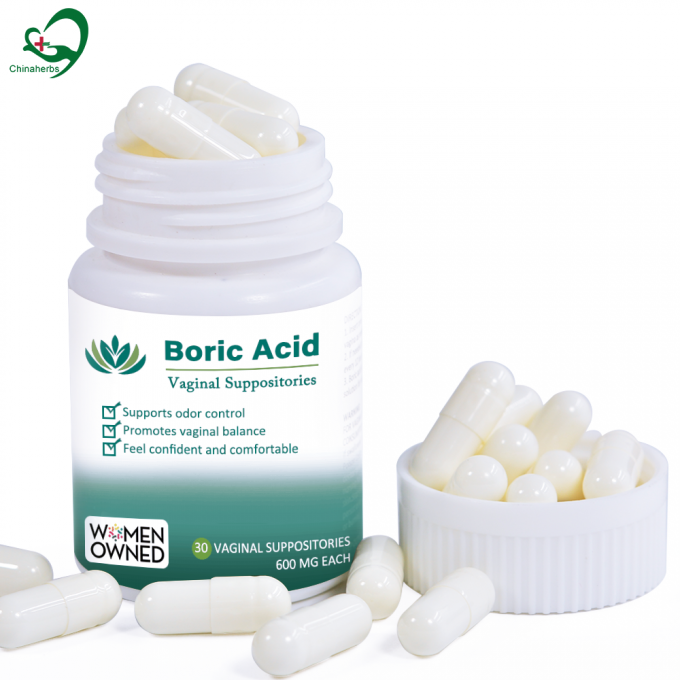 Chinaherbs
Boric Acid
Vaginal Suppositories
Supports odor control
Promotes vaginal balance
Feel confident and comfortable
WOMEN
OWNED
30 VAGINAL SUPPOSITORIES
600 MG EACH